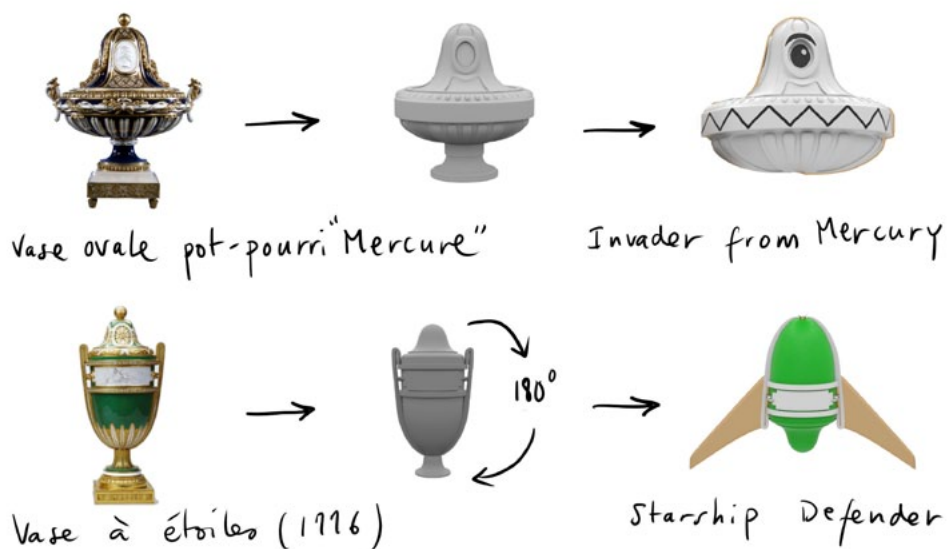 Vase ovale pot-pourri "Mercure"
Invader from Mercury
180°
Vase à étoiles (1776)
Starship Defender